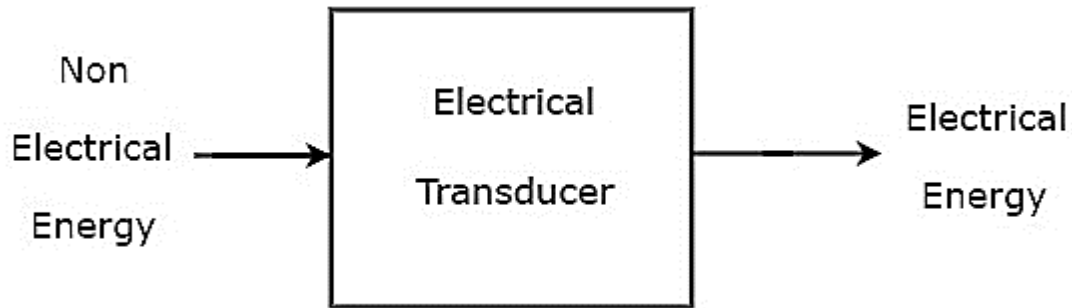 Non
Electrical
Energy
Electrical
Transducer
Electrical
Energy